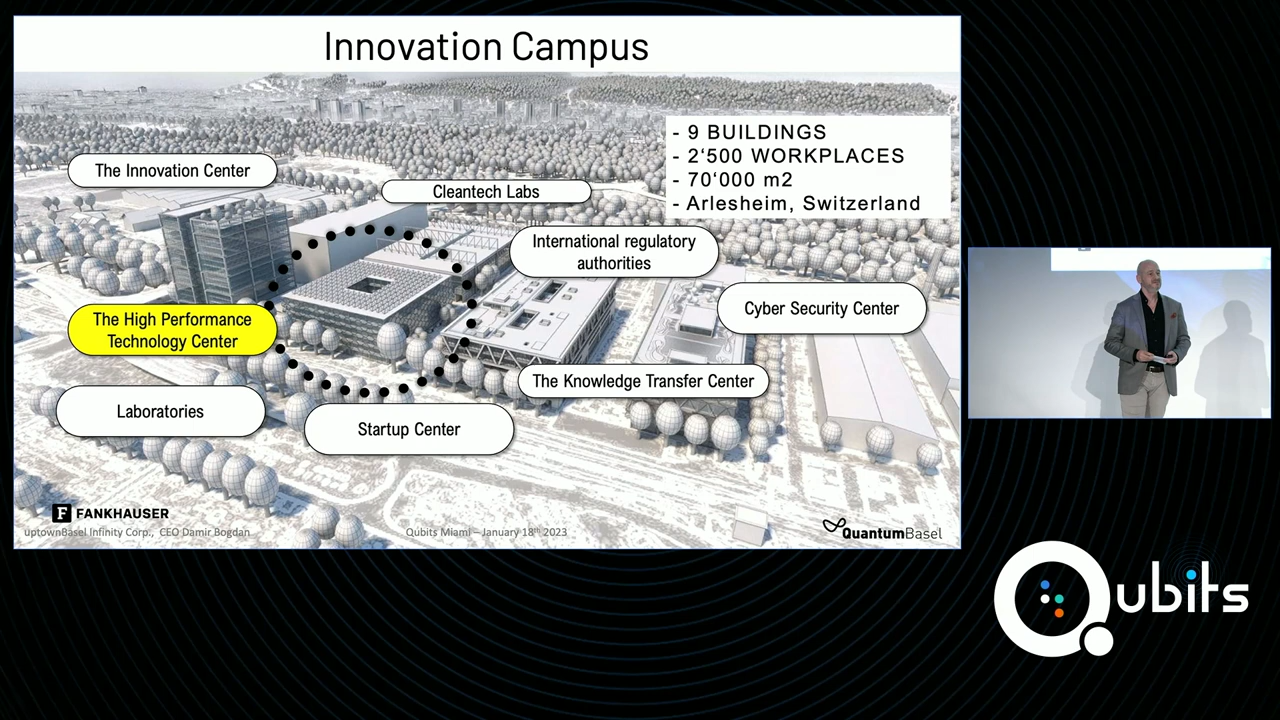 Innovation Campus
- 9 BUILDINGS
- 2‘500 WORKPLACES
- 70‘000 m2
- Arlesheim, Switzerland
The Innovation Center
Cleantech Labs
International regulatory
authorities
Cyber Security Center
The High Performance
Technology Center
The Knowledge Transfer Center
Laboratories
Startup Center
F FANKHAUSER
uptownBasel Infinity Corp., CEO Damir Bogdan
Qubits Miami – January 18th 2023
QuantumBasel
Qubits